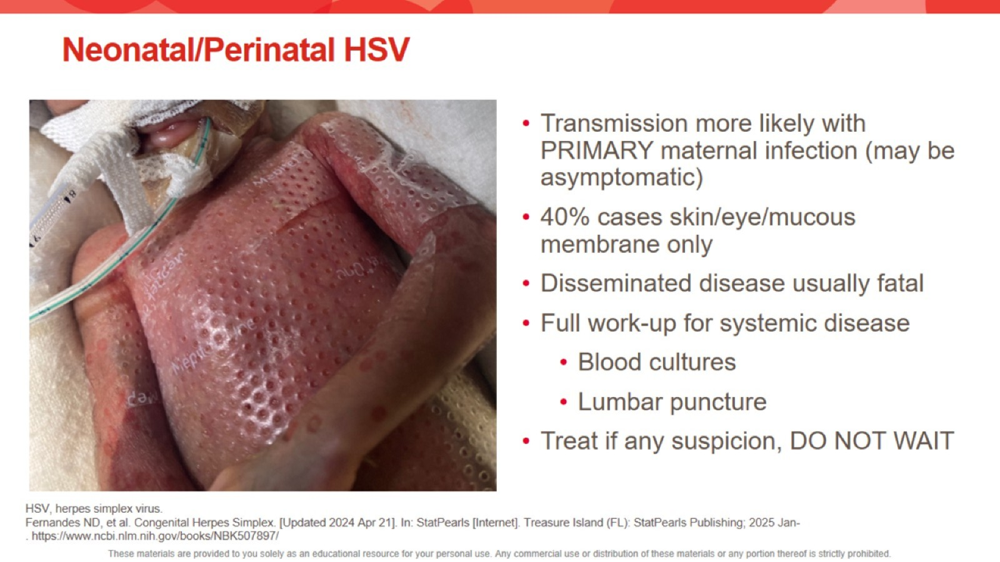 Neonatal/Perinatal HSV
• Transmission more likely with
PRIMARY maternal infection (may be
asymptomatic)
• 40% cases skin/eye/mucous
membrane only
• Disseminated disease usually fatal
• Full work-up for systemic disease
• Blood cultures
• Lumbar puncture
• Treat if any suspicion, DO NOT WAIT
HSV, herpes simplex virus.
Fernandes ND, et al. Congenital Herpes Simplex. [Updated 2024 Apr 21]. In: StatPearls [Internet]. Treasure Island (FL): StatPearls Publishing; 2025 Jan-
. https://www.ncbi.nlm.nih.gov/books/NBK507897/
These materials are provided to you solely as an educational resource for your personal use. Any commercial use or distribution of these materials or any portion thereof is strictly prohibited.